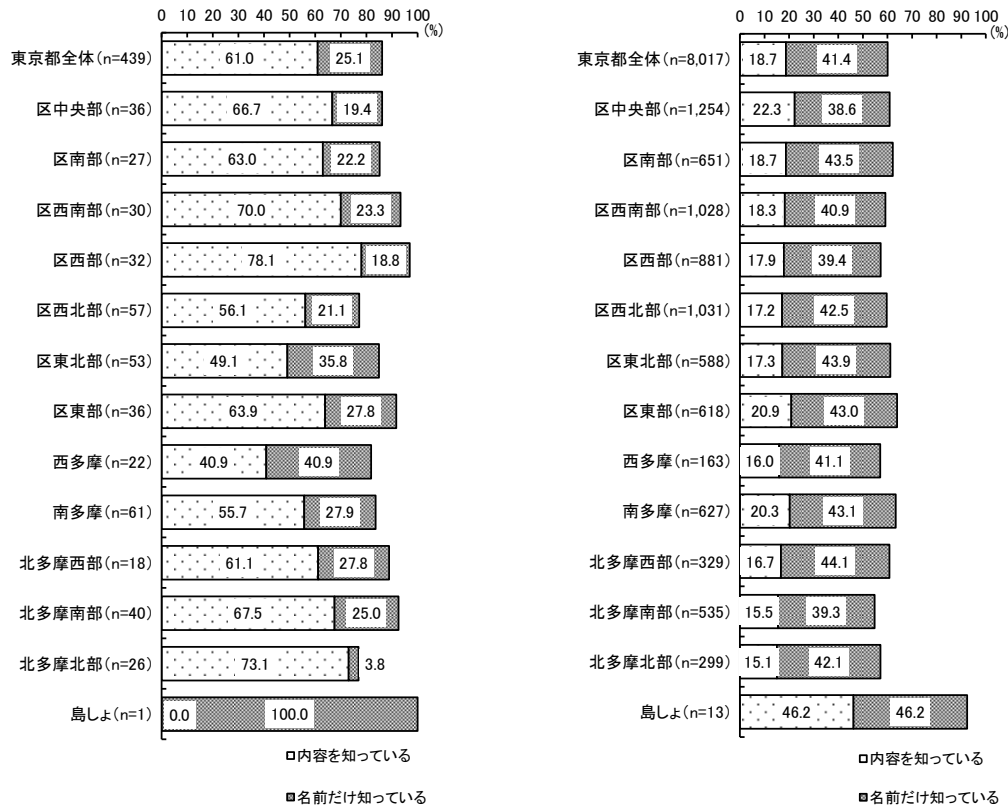 0 10 20 30 40 50 60 70 80 90 100
(%)
東京都全体(n=439) 61.0 25.1
区中央部(n=36) 66.7 19.4
区南部(n=27) 63.0 22.2
区西南部(n=30) 70.0 23.3
区西部(n=32) 78.1 18.8
区西北部(n=57) 56.1 21.1
区東北部(n=53) 49.1 35.8
区東部(n=36) 63.9 27.8
西多摩(n=22) 40.9 40.9
南多摩(n=61) 55.7 27.9
北多摩西部(n=18) 61.1 27.8
北多摩南部(n=40) 67.5 25.0
北多摩北部(n=26) 73.1 3.8
島しょ(n=1) 0.0 100.0
内容を知っている
名前だけ知っている
0 10 20 30 40 50 60 70 80 90 100
(%)
東京都全体(n=8,017) 18.7 41.4
区中央部(n=1,254) 22.3 38.6
区南部(n=651) 18.7 43.5
区西南部(n=1,028) 18.3 40.9
区西部(n=881) 17.9 39.4
区西北部(n=1,031) 17.2 42.5
区東北部(n=588) 17.3 43.9
区東部(n=618) 20.9 43.0
西多摩(n=163) 16.0 41.1
南多摩(n=627) 20.3 43.1
北多摩西部(n=329) 16.7 44.1
北多摩南部(n=535) 15.5 39.3
北多摩北部(n=299) 15.1 42.1
島しょ(n=13) 46.2 46.2
内容を知っている
名前だけ知っている